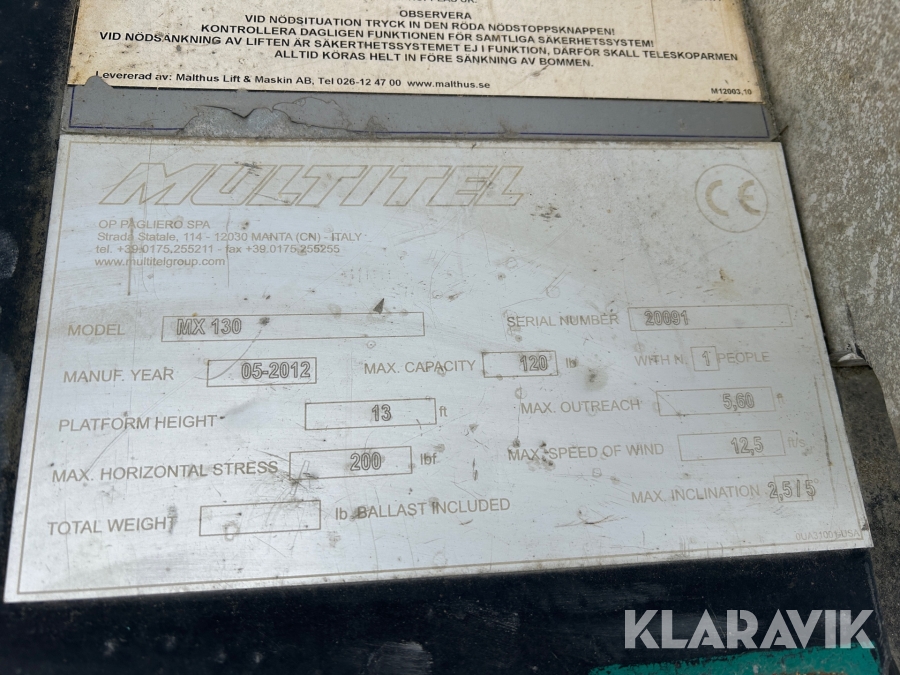 OBSERVERA
VID NÖDSITUATION TRYCK IN DEN RÖDA NÖDSTOPPSKNAPPEN!
KONTROLLERA DAGLIGEN FUNKTIONEN FÖR SAMTLIGA SÄKERHETSSYSTEM!
VID NÖDSÄNKNING AV LIFTEN ÄR SÄKERTHETSSYSTEMET EJ I FUNKTION, DÄRFÖR SKALL TELESKOPARMEN
ALLTID KÖRAS HELT IN FÖRE SÄNKNING AV BOMMEN.
Levererad av: Malthus Lift & Maskin AB, Tel 026-12 47 00 www.malthus.se
M12003,10
MULTITEL
CE
OP PAGLIERO SPA
Strada Statale, 114 - 12030 MANTA (CN) - ITALY
tel. +39.0175.255211 - fax +39.0175.255255
www.multitelgroup.com
MODEL MX 130 SERIAL NUMBER 20891
MANUF. YEAR 05-2012 MAX. CAPACITY 120 lb WITH N. 1 PEOPLE
PLATFORM HEIGHT 13 ft MAX. OUTREACH 5,60
MAX. HORIZONTAL STRESS 200 lbf MAX. SPEED OF WIND 12,5 ft/s
TOTAL WEIGHT lb BALLAST INCLUDED MAX. INCLINATION 2,5 / 5
KLARAVIK